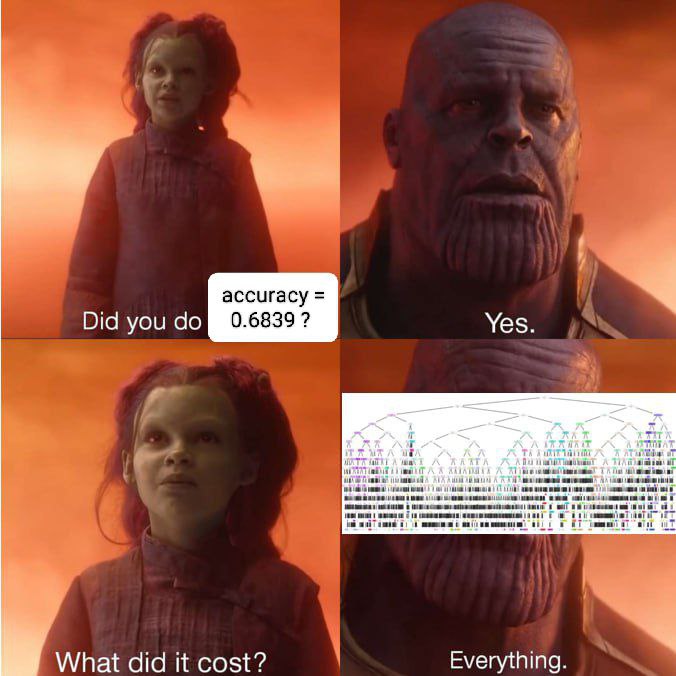 Did you do
accuracy =
0.6839 ?
Yes.
What did it cost?
Everything.